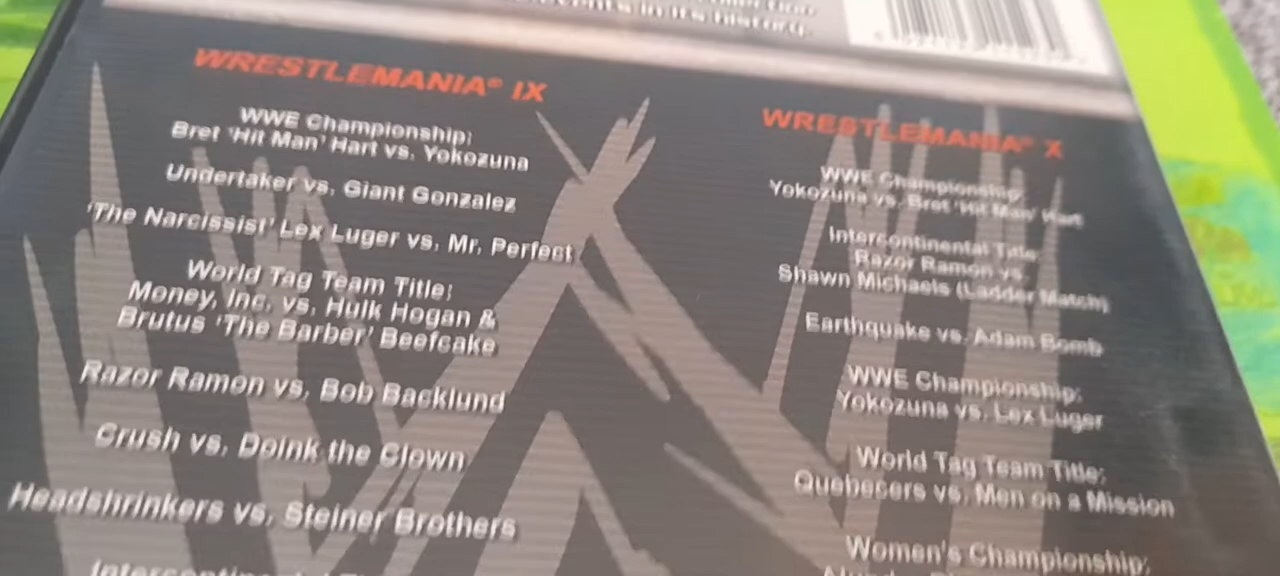 in its history.
WRESTLEMANIA® IX
WWE Championship:
Bret 'Hit Man' Hart vs. Yokozuna
Undertaker vs. Giant Gonzalez
'The Narcissist' Lex Luger vs. Mr. Perfect
World Tag Team Title:
Money, Inc. vs. Hulk Hogan &
Brutus 'The Barber' Beefcake
Razor Ramon vs. Bob Backlund
Crush vs. Doink the Clown
Headshrinkers vs. Steiner Brothers
WRESTLEMANIA® X
WWE Championship:
Yokozuna vs. Bret 'Hit Man' Hart
Intercontinental Title:
Razor Ramon vs.
Shawn Michaels (Ladder Match)
Earthquake vs. Adam Bomb
WWE Championship:
Yokozuna vs. Lex Luger
World Tag Team Title:
Quebecers vs. Men on a Mission
Women's Championship: